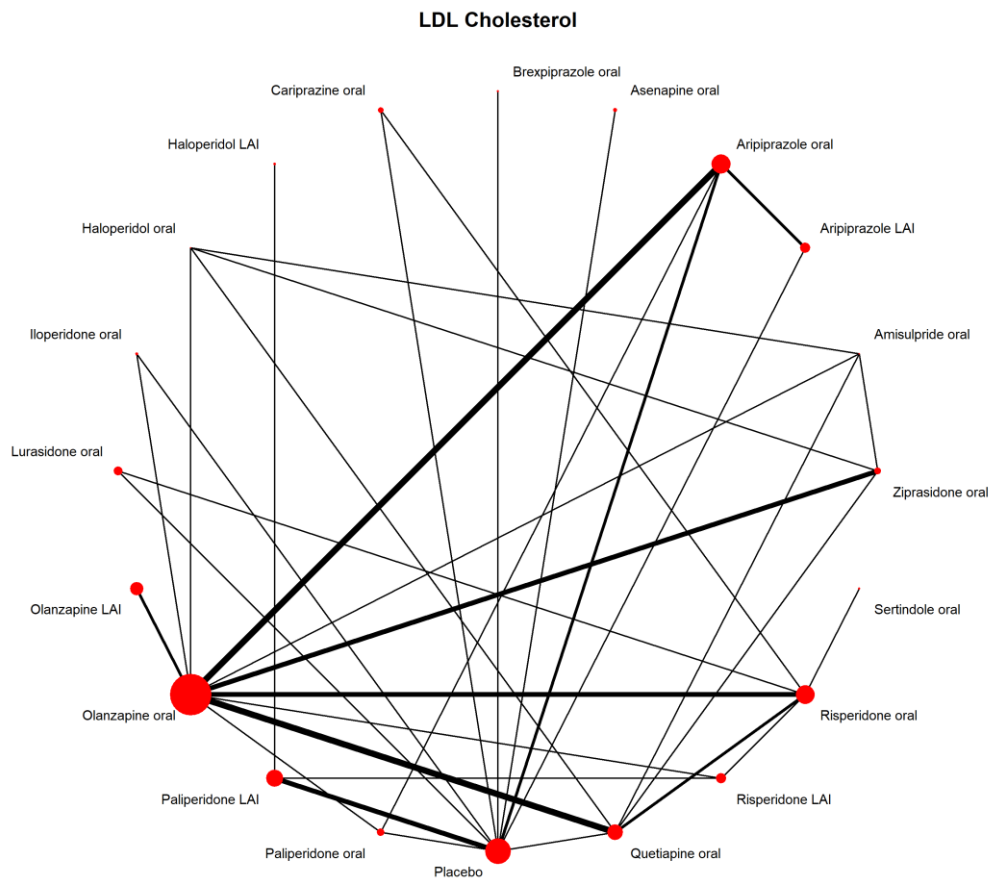 LDL Cholesterol
Brexpiprazole oral
Cariprazine oral
Asenapine oral
Haloperidol LAI
Aripiprazole oral
Haloperidol oral
Aripiprazole LAI
Iloperidone oral
Amisulpride oral
Lurasidone oral
Ziprasidone oral
Olanzapine LAI
Sertindole oral
Olanzapine oral
Risperidone oral
Paliperidone LAI
Risperidone LAI
Paliperidone oral
Quetiapine oral
Placebo